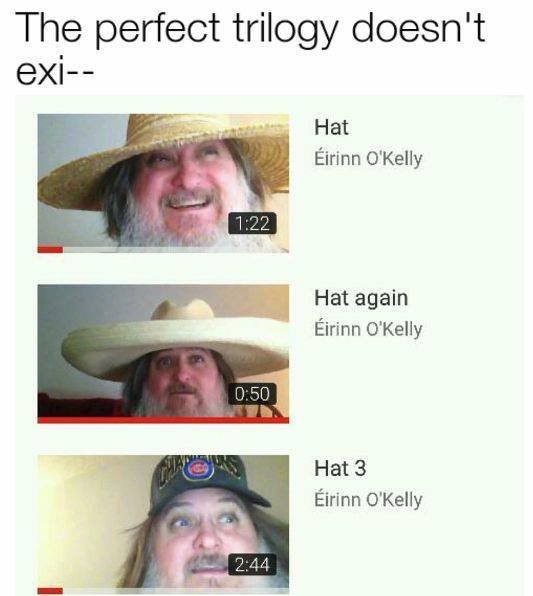 The perfect trilogy doesn't
exi--
Hat
Éirinn O'Kelly
1:22
Hat again
Éirinn O'Kelly
0:50
CHAMPIONS
C
Hat 3
Éirinn O'Kelly
2:44